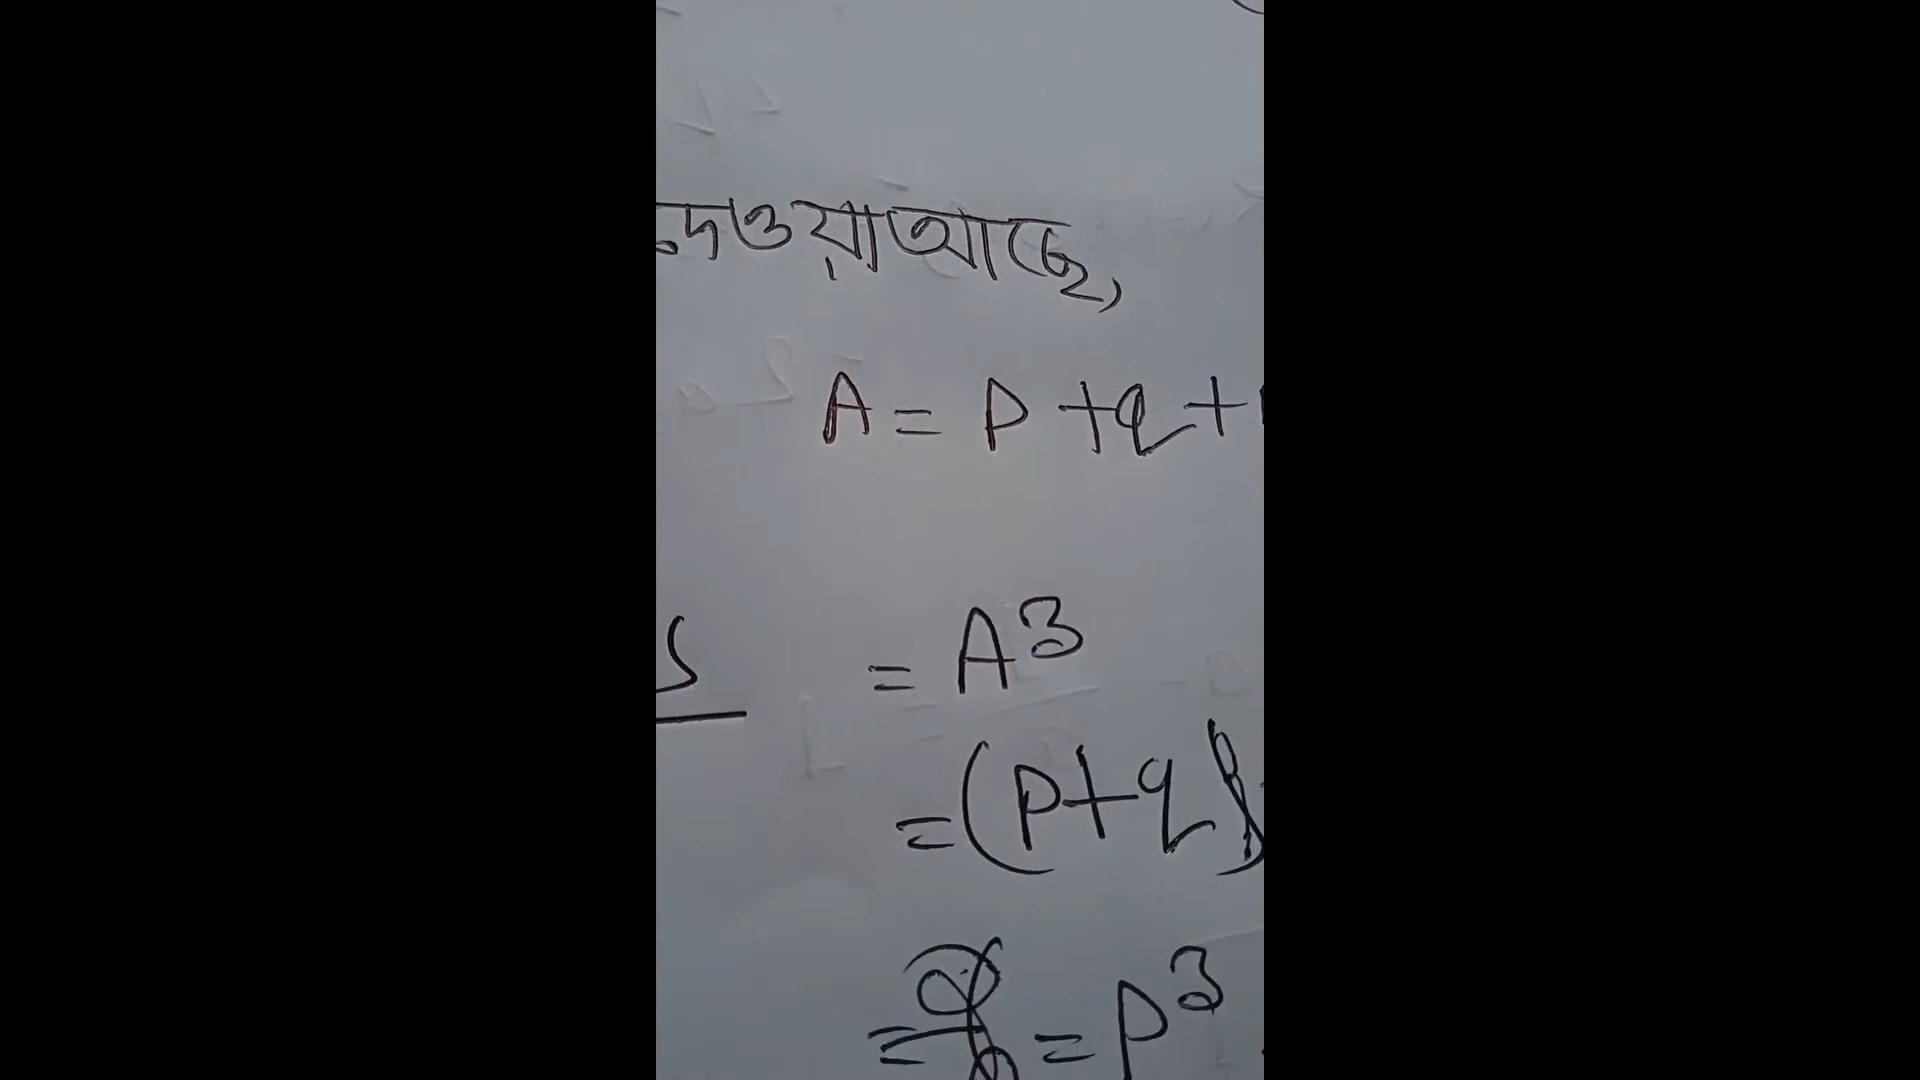 দেওয়া আছে,
A = P + q +
= A³
= (P+q)
= P³